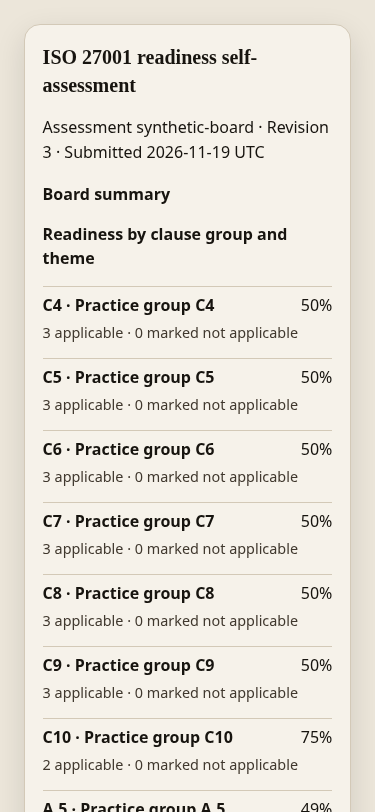 ISO 27001 readiness self-
assessment
Assessment synthetic-board · Revision
3 · Submitted 2026-11-19 UTC
Board summary
Readiness by clause group and
theme
C4 · Practice group C4 50%
3 applicable · 0 marked not applicable
C5 · Practice group C5 50%
3 applicable · 0 marked not applicable
C6 · Practice group C6 50%
3 applicable · 0 marked not applicable
C7 · Practice group C7 50%
3 applicable · 0 marked not applicable
C8 · Practice group C8 50%
3 applicable · 0 marked not applicable
C9 · Practice group C9 50%
3 applicable · 0 marked not applicable
C10 · Practice group C10 75%
2 applicable · 0 marked not applicable
A.5 · Practice group A.5 49%